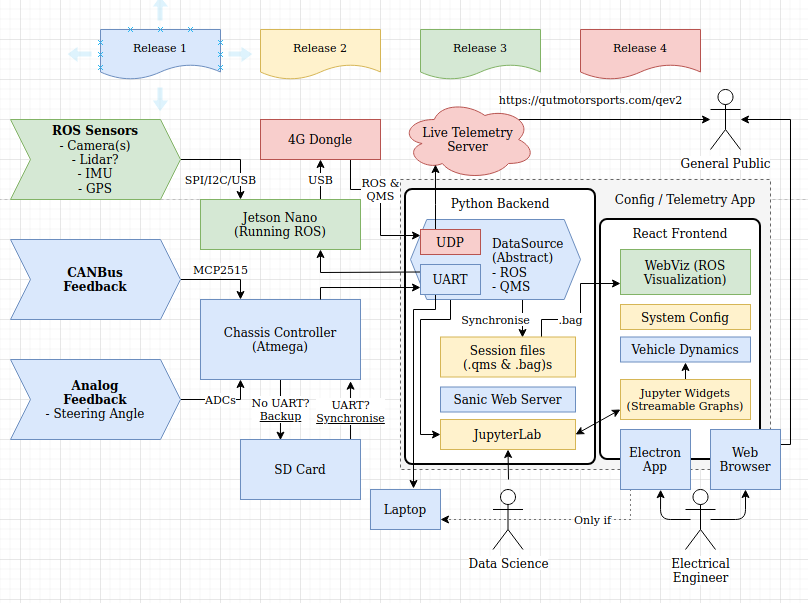 Release 1
Release 2
Release 3
Release 4
https://qutmotorsports.com/qev2
General Public
ROS Sensors
- Camera(s)
- Lidar?
- IMU
- GPS
SPI/I2C/USB
4G Dongle
USB
ROS &
QMS
Live Telemetry
Server
Jetson Nano
(Running ROS)
Config / Telemetry App
Python Backend
UDP
UART
DataSource
(Abstract)
- ROS
- QMS
React Frontend
WebViz (ROS
Visualization)
System Config
Vehicle Dynamics
Jupyter Widgets
(Streamable Graphs)
CANBus
Feedback
MCP2515
Chassis Controller
(Atmega)
Synchronise
.bag
Session files
(.qms & .bag)s
Sanic Web Server
JupyterLab
Analog
Feedback
- Steering Angle
ADCs
No UART?
Backup
UART?
Synchronise
SD Card
Electron
App
Web
Browser
Laptop
Only if
Data Science
Electrical
Engineer